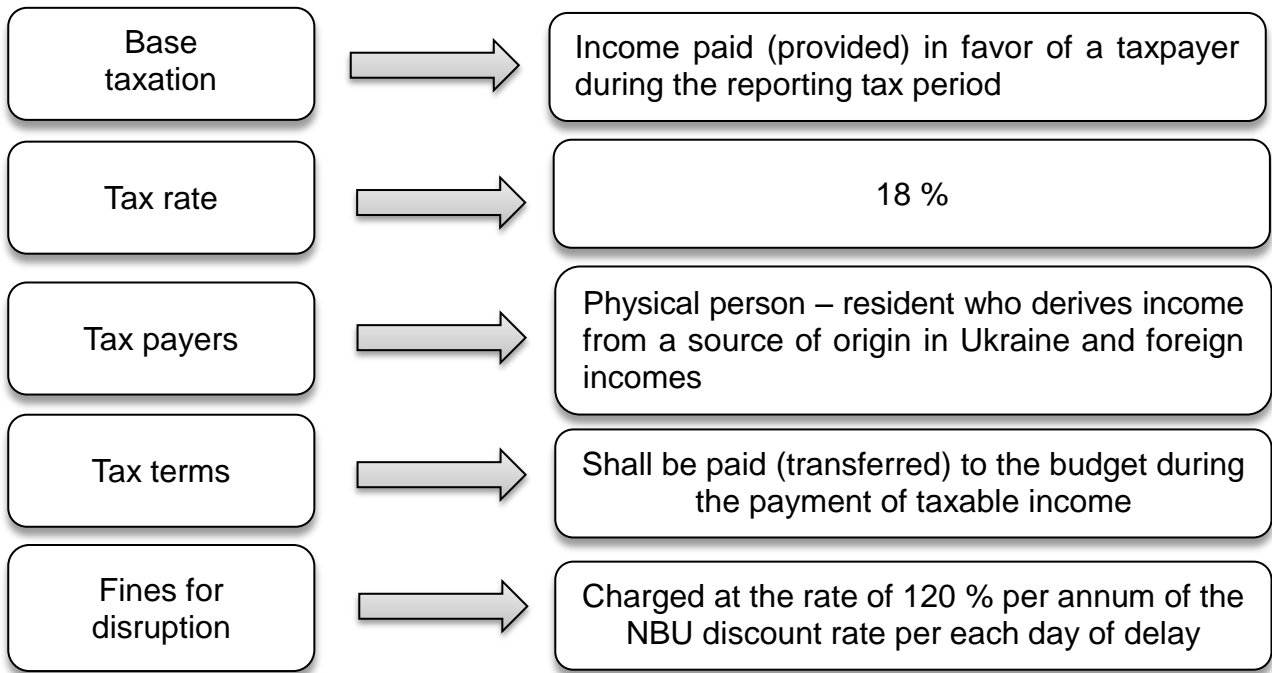 Base
taxation
Income paid (provided) in favor of a taxpayer
during the reporting tax period
Tax rate
18 %
Tax payers
Physical person – resident who derives income
from a source of origin in Ukraine and foreign
incomes
Tax terms
Shall be paid (transferred) to the budget during
the payment of taxable income
Fines for
disruption
Charged at the rate of 120 % per annum of the
NBU discount rate per each day of delay